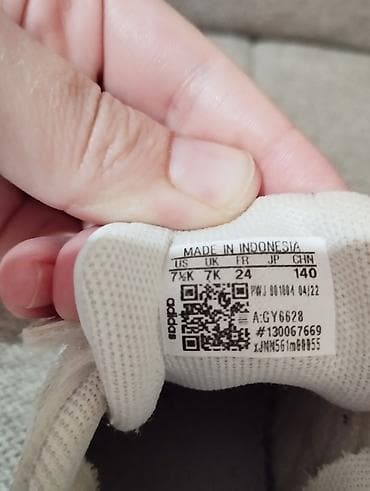 MADE IN INDONESIA
US UK FR JP CHN
7½K 7K 24 140
PWJ 001004 04/22
adidas
A:GY6628
#130067669